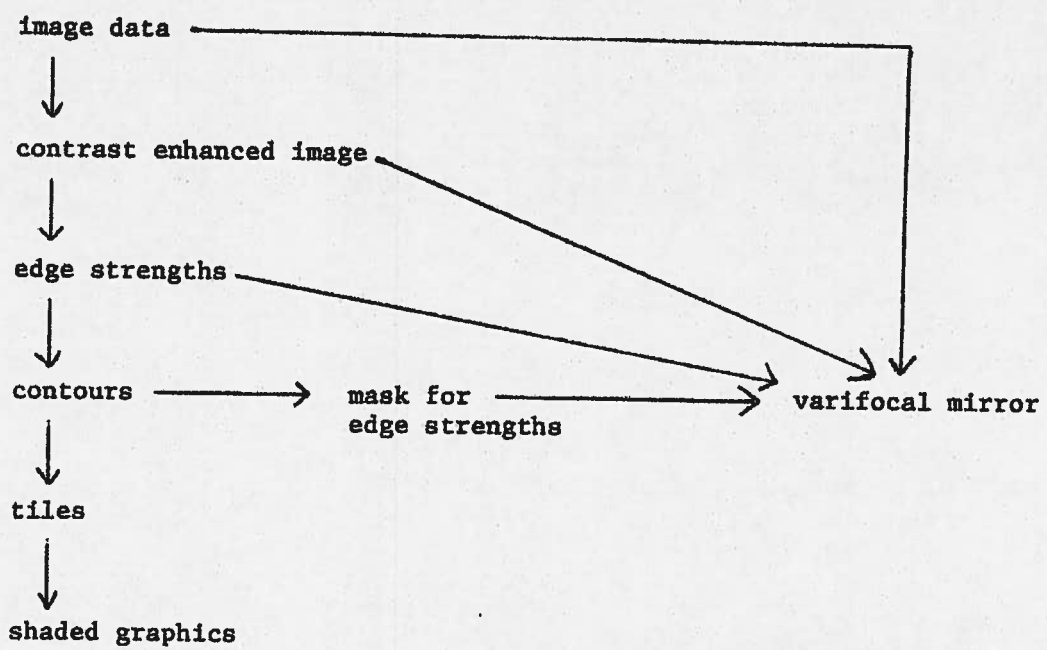 image data
contrast enhanced image
edge strengths
contours
mask for
edge strengths
varifocal mirror
tiles
shaded graphics